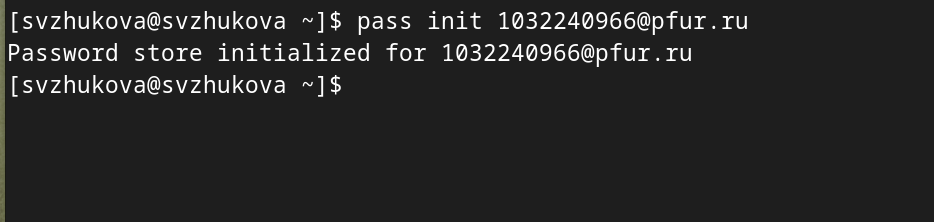 [svzhukova@svzhukova ~]$ pass init 1032240966@pfur.ru
Password store initialized for 1032240966@pfur.ru
[svzhukova@svzhukova ~]$